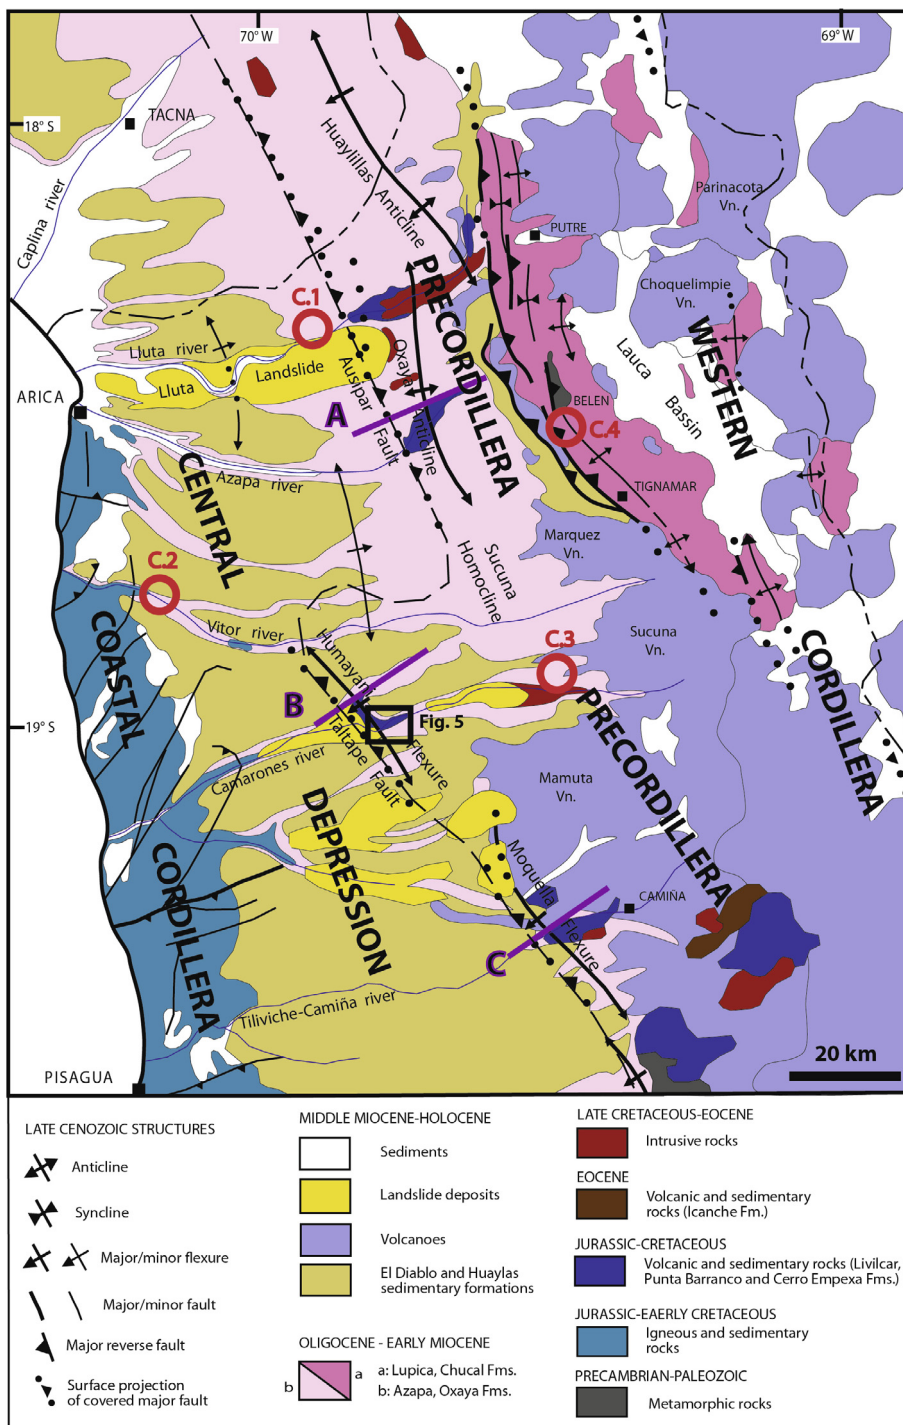 70° W
69° W
TACNA
18° S
Caplina river
Huaylillas Anticline
Parinacota
Vn.
PUTRE
PRECORDILLERA
Choquelimpie
Vn.
WESTERN
C.1
Lluta river
Lluta
Landslide
Lauca
Bassin
Oxaya
Anticline
Ausipar
Fault
ARICA
A
BELEN
C.4
CENTRAL
Azapa river
TIGNAMAR
Marquez
Vn.
Sucuna
Homocline
C.2
COASTAL
Vitor river
C.3
Sucuna
Vn.
CORDILLERA
Humayani
Flexure
B
19° S
Fig. 5
Taltape
Fault
PRECORDILLERA
Camarones river
Mamuta
Vn.
DEPRESSION
CORDILLERA
Moquella
Flexure
CAMIÑA
C
Tiliviche-Camiña river
20 km
PISAGUA
LATE CENOZOIC STRUCTURES
Anticline
Syncline
Major/minor flexure
Major/minor fault
Major reverse fault
Surface projection
of covered major fault
MIDDLE MIOCENE-HOLOCENE
Sediments
Landslide deposits
Volcanoes
El Diablo and Huaylas
sedimentary formations
OLIGOCENE - EARLY MIOCENE
b
a
a: Lupica, Chucal Fms.
b: Azapa, Oxaya Fms.
LATE CRETACEOUS-EOCENE
Intrusive rocks
EOCENE
Volcanic and sedimentary
rocks (Icanche Fm.)
JURASSIC-CRETACEOUS
Volcanic and sedimentary rocks (Livilcar,
Punta Barranco and Cerro Empexa Fms.)
JURASSIC-EAERLY CRETACEOUS
Igneous and sedimentary
rocks
PRECAMBRIAN-PALEOZOIC
Metamorphic rocks